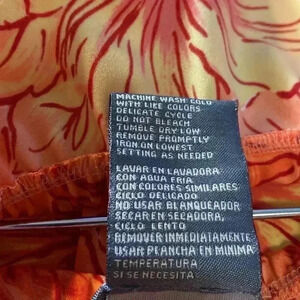 MACHINE WASH COLD
WITH LIKE COLORS
DELICATE CYCLE
DO NOT BLEACH
TUMBLE DRY LOW
REMOVE PROMPTLY
IRON ON LOWEST
SETTING AS NEEDED
LAVAR EN LAVADORA
CON AGUA FRIA
CON COLORES SIMILARES
CICLO DELICADO
NO USAR BLANQUEADOR
SECAR EN SECADORA,
CICLO LENTO
REMOVER INMEDIATAMENTE
USAR PLANCHA EN MINIMA
TEMPERATURA
SI SE NECESITA